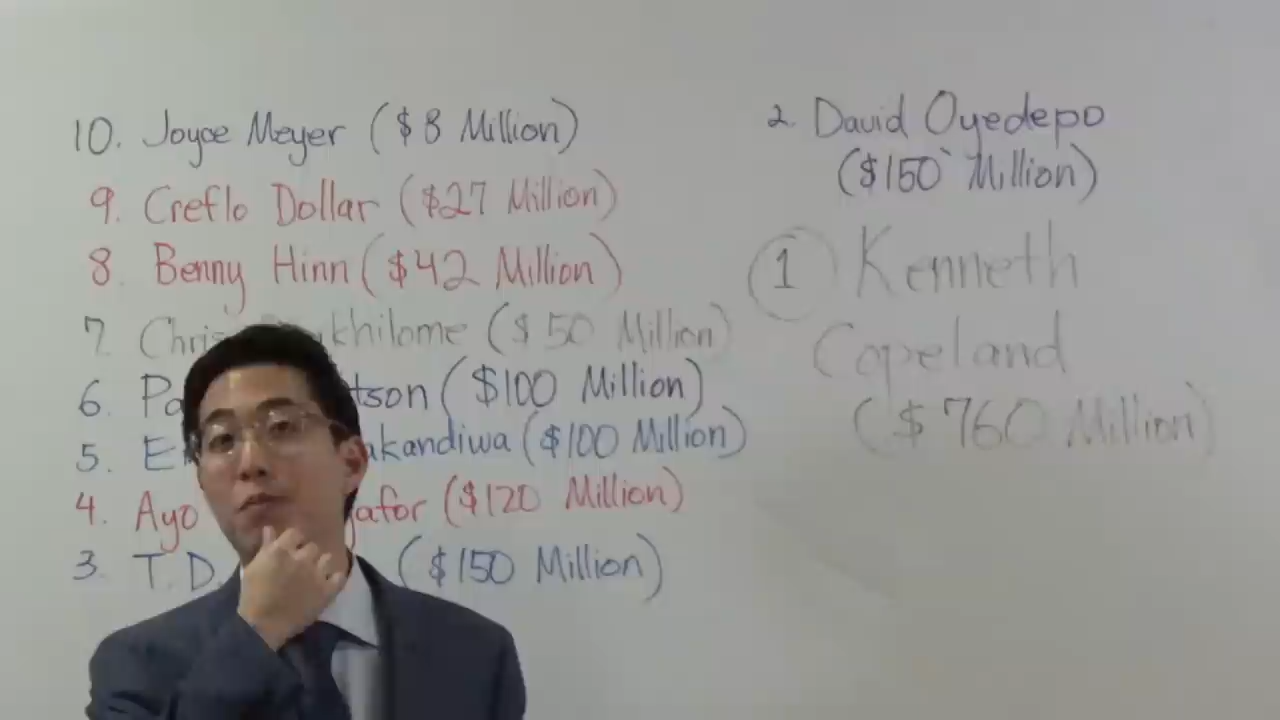 10. Joyce Meyer ($8 Million)
9. Creflo Dollar ($27 Million)
8. Benny Hinn ($42 Million)
7. Chris khilome ($50 Million)
6. Pa tson ($100 Million)
5. E akandiwa ($100 Million)
4. Ayo jafor ($120 Million)
3. T.D. ($150 Million)
2. David Oyedepo
($150 Million)
1 Kenneth
Copeland
($760 Million)